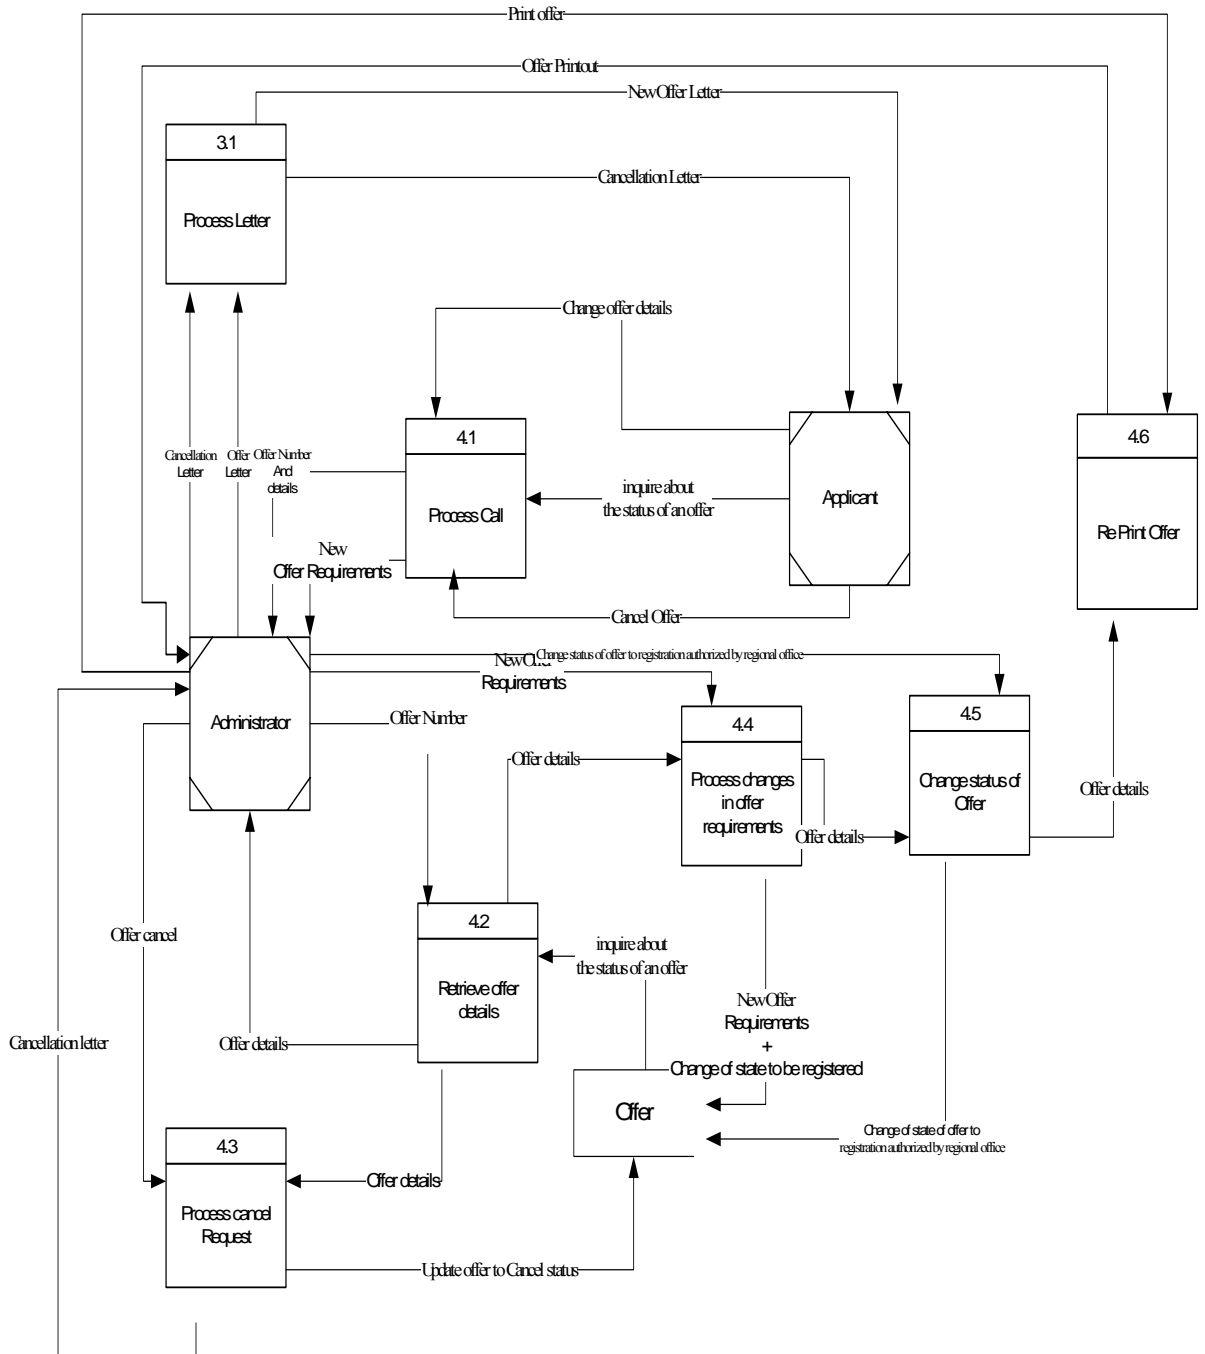 Print offer
Offer Printout
New Offer Letter
3.1
Cancellation Letter
Process Letter
Change offer details
4.1
4.6
Cancellation
Letter
Offer
Letter
Offer Number
And
details
inquire about
the status of an offer
Process Call
Applicant
Re Print Offer
New
Offer Requirements
Cancel Offer
Change status of offer to registration authorized by regional office
New Offer
Requirements
Administrator
Offer Number
4.4
4.5
Offer details
Process changes
in offer
requirements
Change status of
Offer
Offer details
Offer details
4.2
Offer cancel
inquire about
the status of an offer
Retrieve offer
details
New Offer
Requirements
+
Change of state to be registered
Cancellation letter
Offer details
Offer
Change of state of offer to
registration authorized by regional office
4.3
Offer details
Process cancel
Request
Update offer to Cancel status